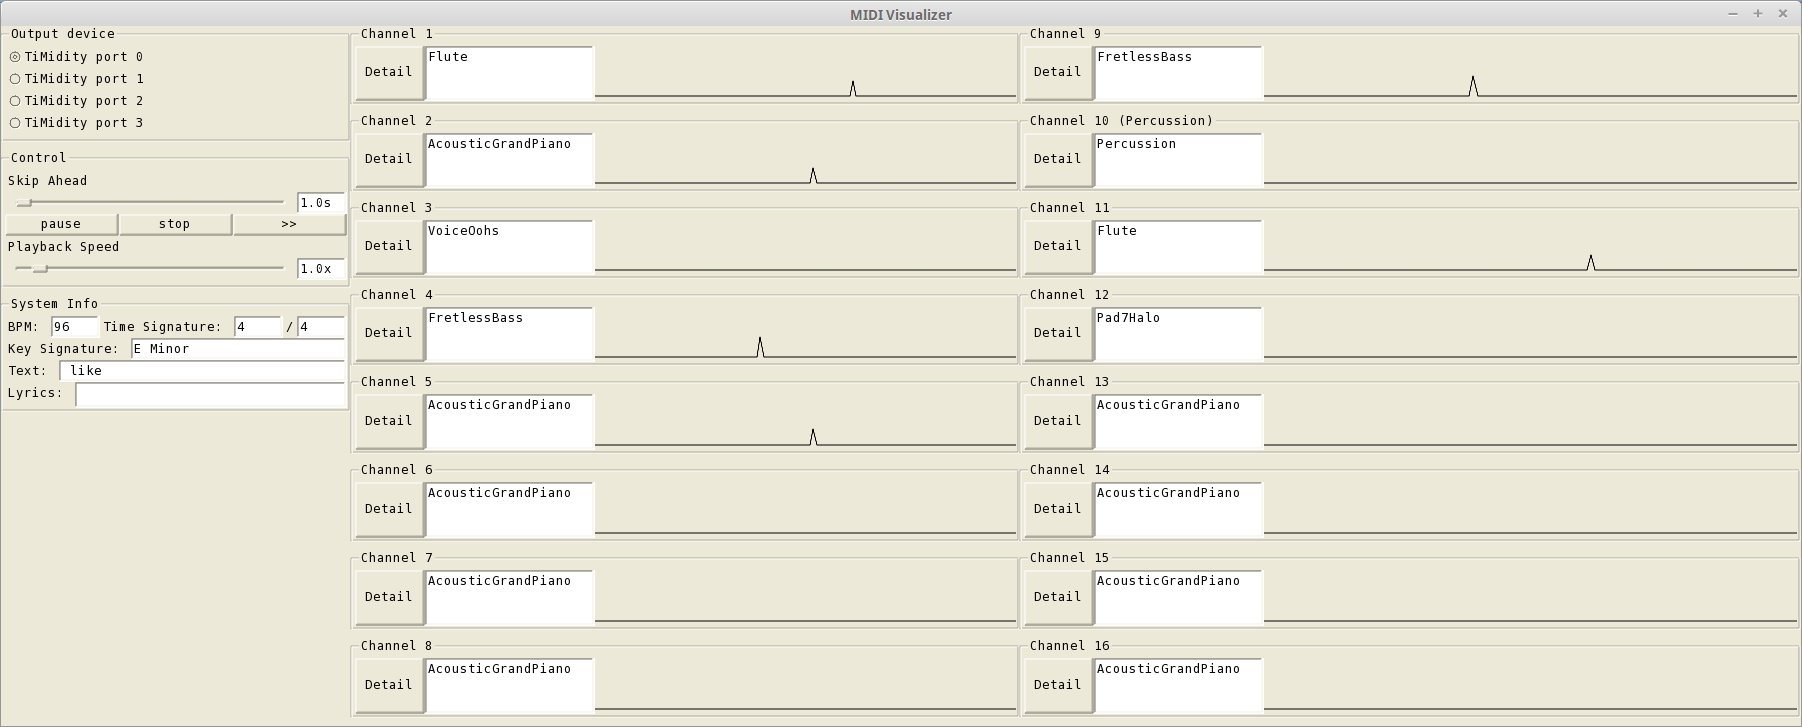 MIDI Visualizer
Output device
TiMidity port 0
TiMidity port 1
TiMidity port 2
TiMidity port 3
Control
Skip Ahead
1.0s
pause stop >>
Playback Speed
1.0x
System Info
BPM: 96 Time Signature: 4 / 4
Key Signature: E Minor
Text: like
Lyrics:
Channel 1
Detail Flute
Channel 2
Detail AcousticGrandPiano
Channel 3
Detail VoiceOohs
Channel 4
Detail FretlessBass
Channel 5
Detail AcousticGrandPiano
Channel 6
Detail AcousticGrandPiano
Channel 7
Detail AcousticGrandPiano
Channel 8
Detail AcousticGrandPiano
Channel 9
Detail FretlessBass
Channel 10 (Percussion)
Detail Percussion
Channel 11
Detail Flute
Channel 12
Detail Pad7Halo
Channel 13
Detail AcousticGrandPiano
Channel 14
Detail AcousticGrandPiano
Channel 15
Detail AcousticGrandPiano
Channel 16
Detail AcousticGrandPiano